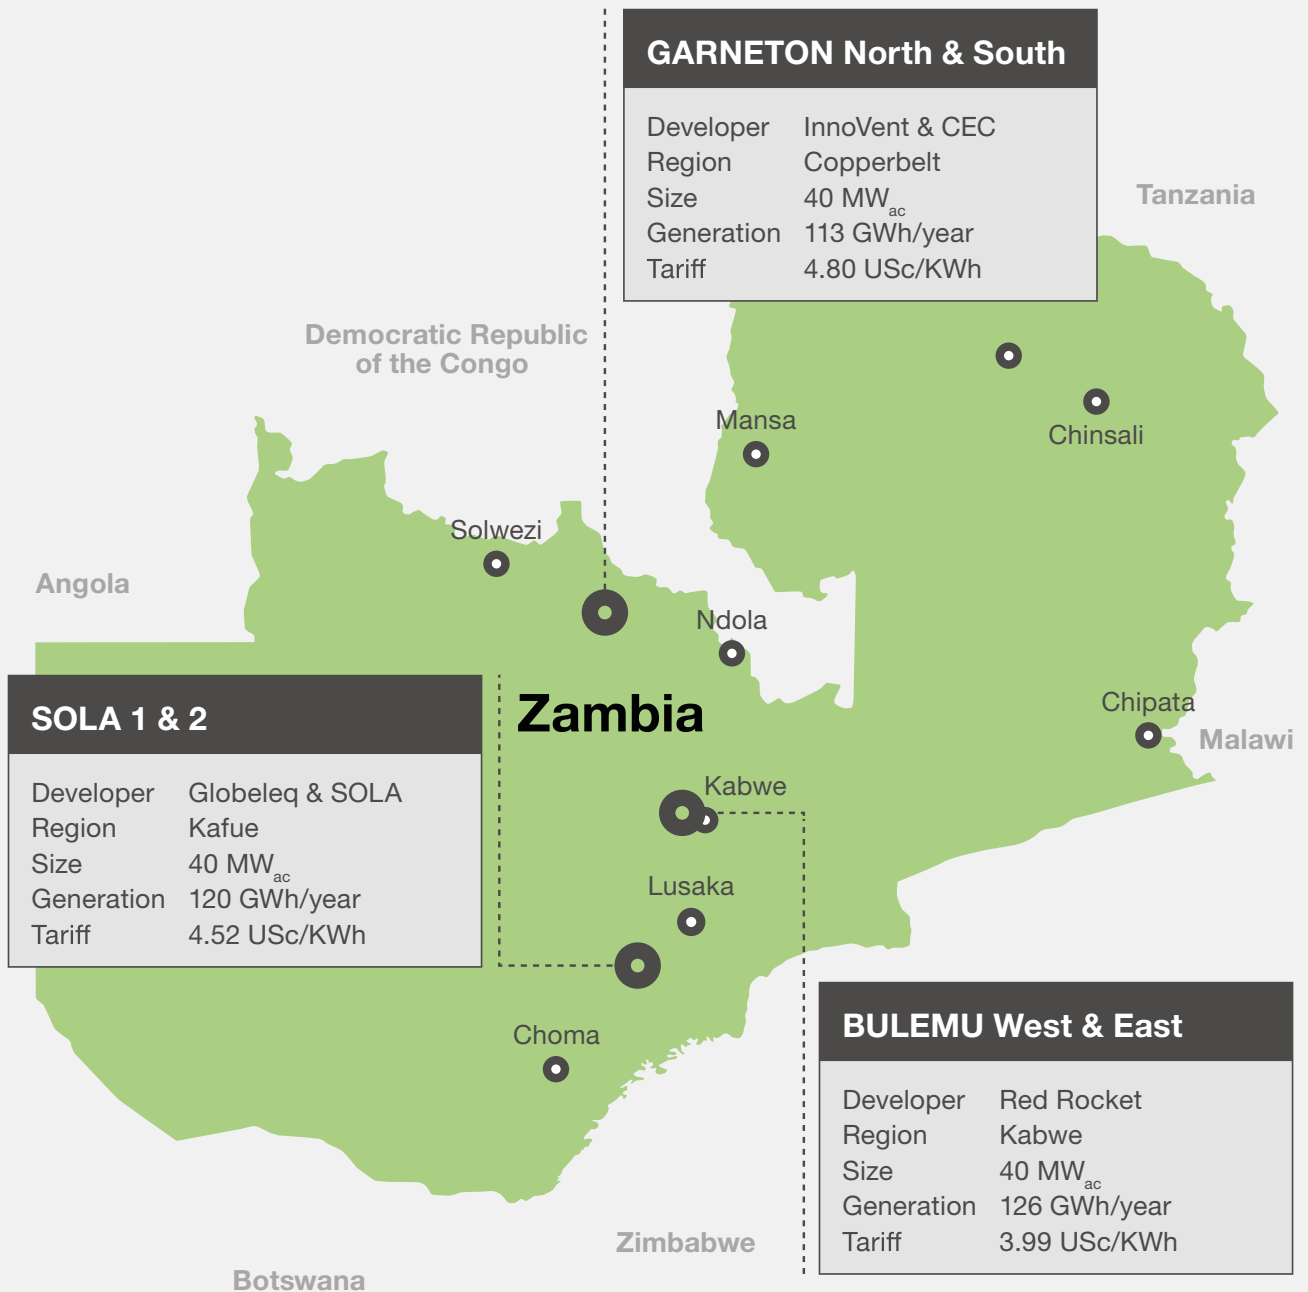 GARNETON North & South
Developer InnoVent & CEC
Region Copperbelt
Size 40 MWac
Generation 113 GWh/year
Tariff 4.80 USc/KWh
Tanzania
Democratic Republic
of the Congo
Mansa
Chinsali
Solwezi
Angola
Ndola
Zambia
Chipata
Malawi
SOLA 1 & 2
Developer Globeleq & SOLA
Region Kafue
Size 40 MWac
Generation 120 GWh/year
Tariff 4.52 USc/KWh
Kabwe
Lusaka
Choma
BULEMU West & East
Developer Red Rocket
Region Kabwe
Size 40 MWac
Generation 126 GWh/year
Tariff 3.99 USc/KWh
Zimbabwe
Botswana